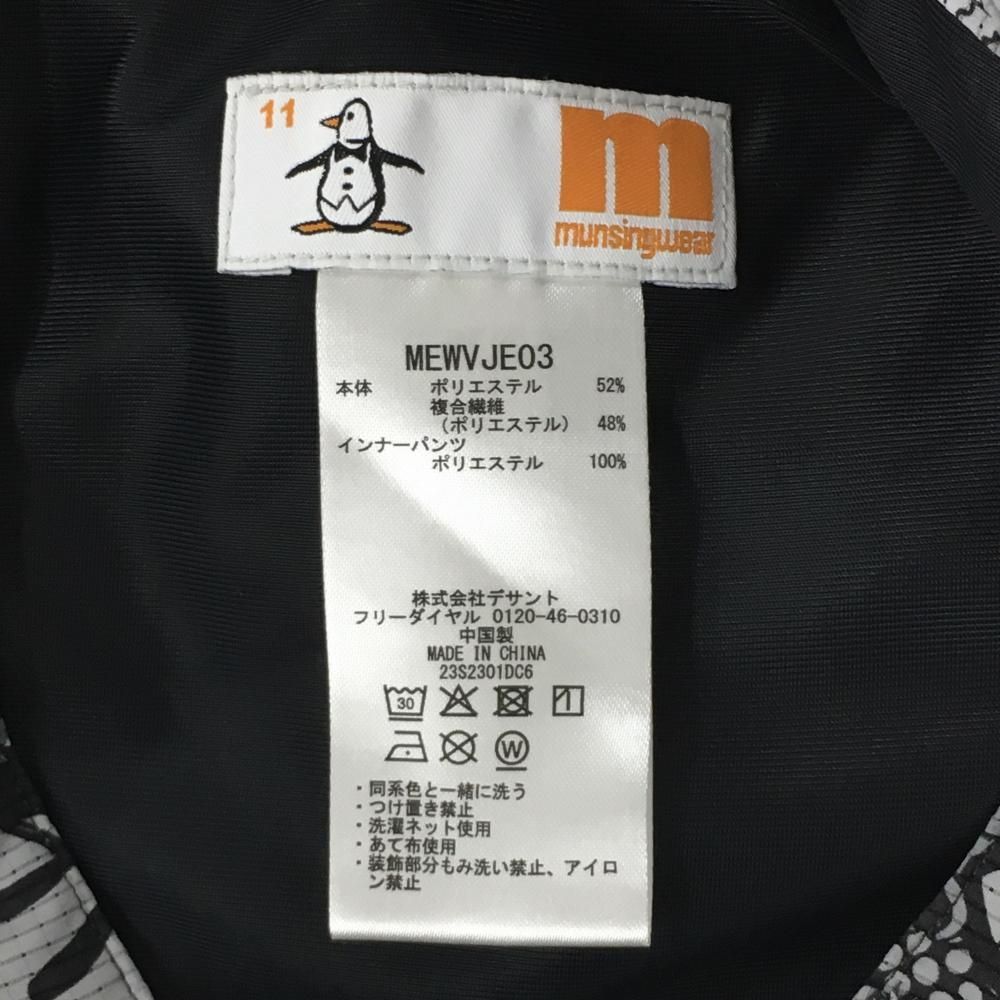 11
m
munsingwear
MEWVJE03
本体 ポリエステル 52%
複合繊維
(ポリエステル) 48%
インナーパンツ
ポリエステル 100%
株式会社デサント
フリーダイヤル 0120-46-0310
中国製
MADE IN CHINA
23S2301DC6
30
W
・同系色と一緒に洗う
・つけ置き禁止
・洗濯ネット使用
・あて布使用
・装飾部分もみ洗い禁止、アイロ
ン禁止